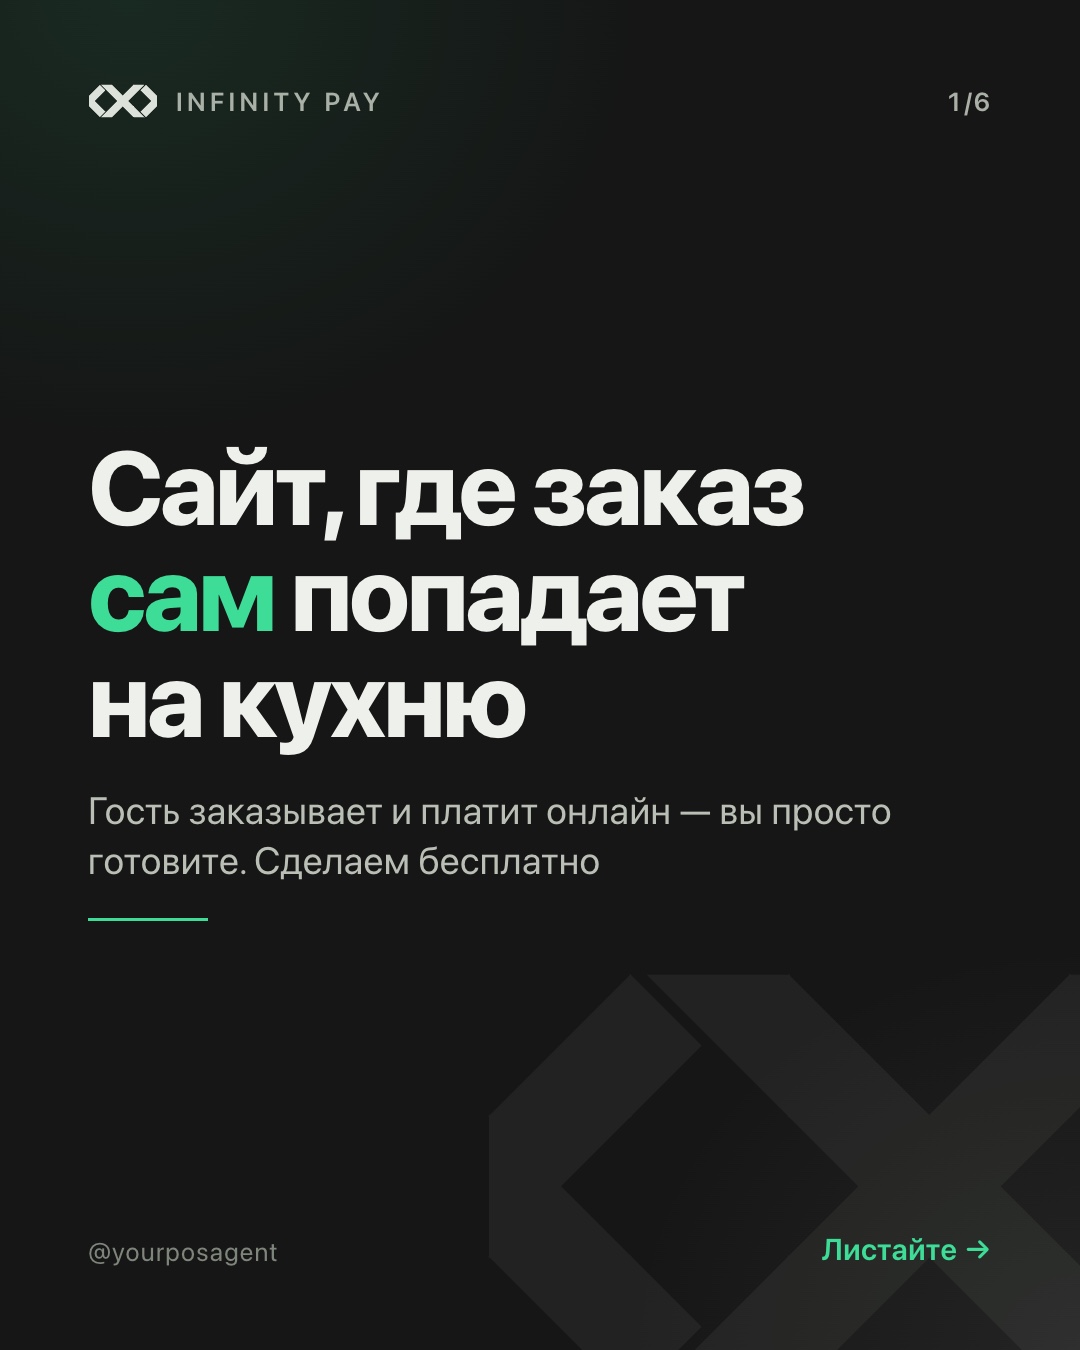 INFINITY PAY
1/6
Сайт, где заказ
сам попадает
на кухню
Гость заказывает и платит онлайн — вы просто
готовите. Сделаем бесплатно
@yourposagent
Листайте →